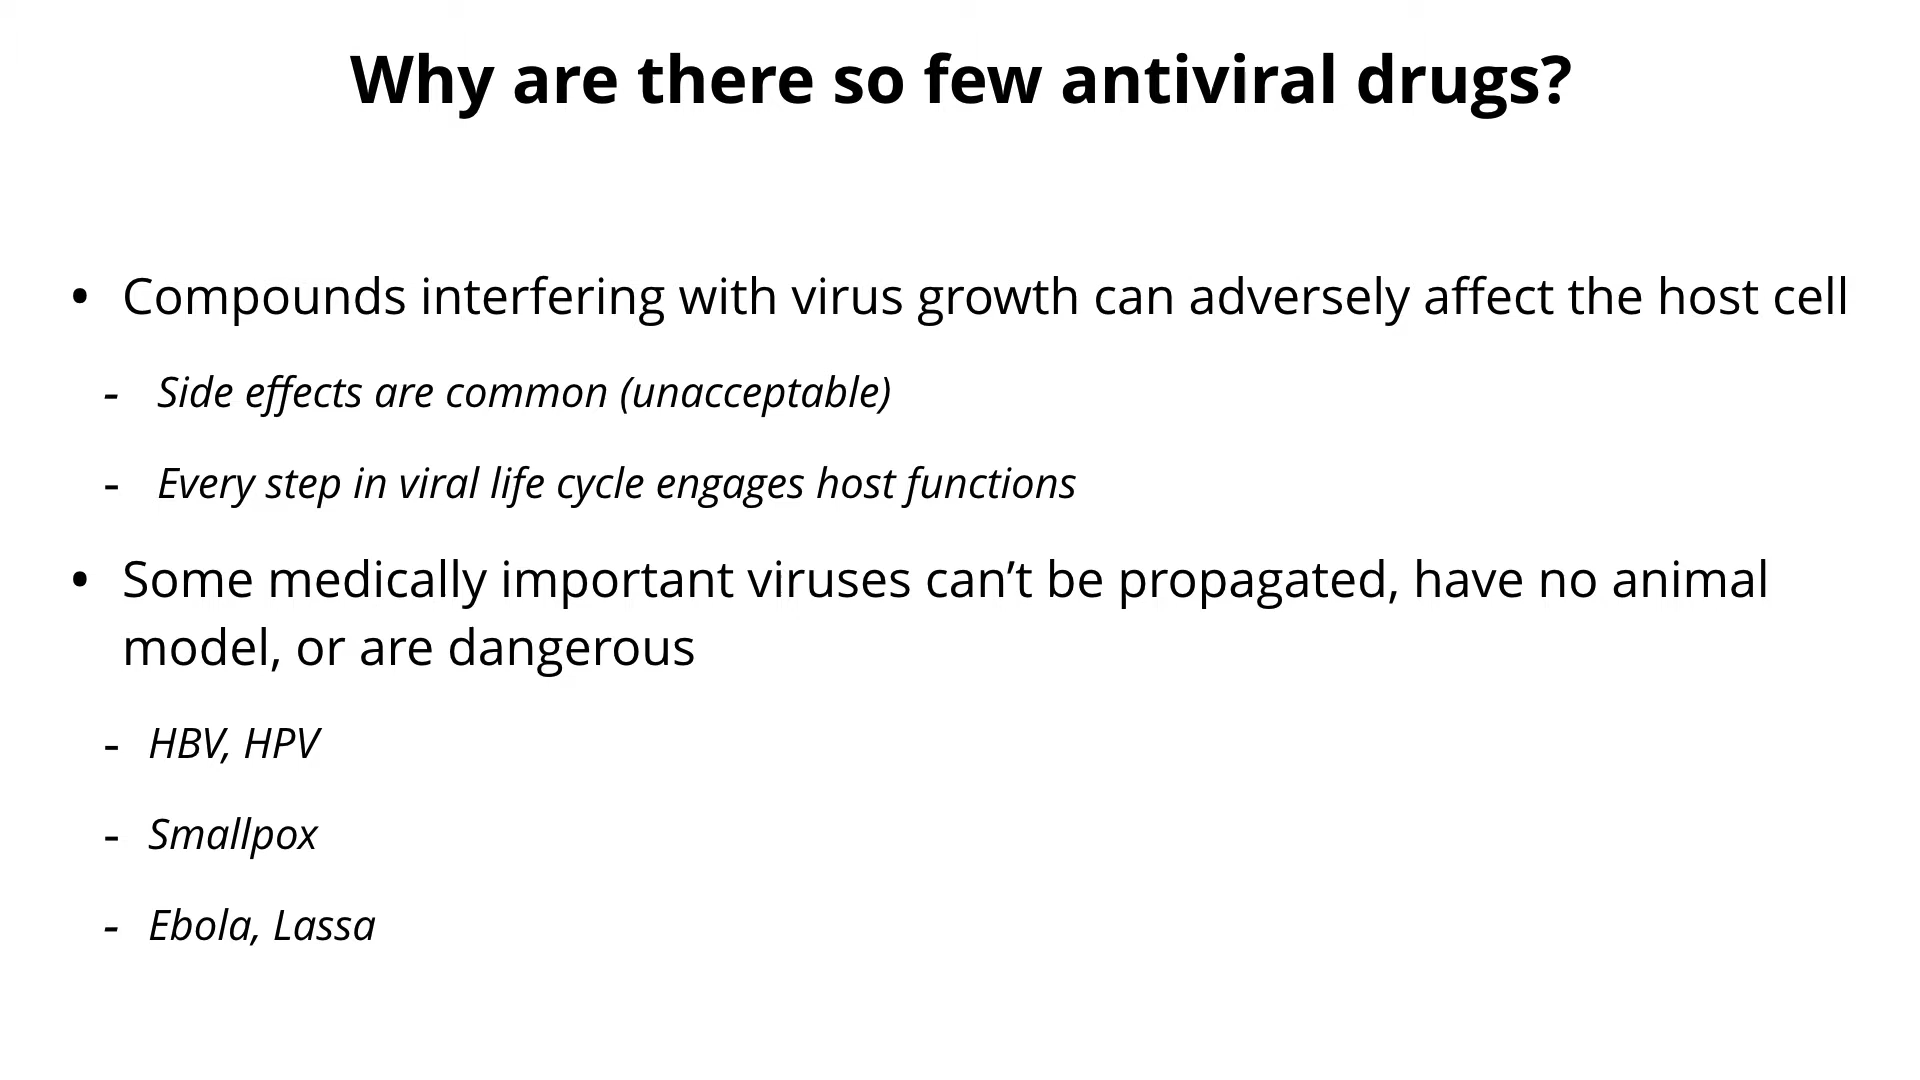 Why are there so few antiviral drugs?
• Compounds interfering with virus growth can adversely affect the host cell
- Side effects are common (unacceptable)
- Every step in viral life cycle engages host functions
• Some medically important viruses can’t be propagated, have no animal
model, or are dangerous
- HBV, HPV
- Smallpox
- Ebola, Lassa